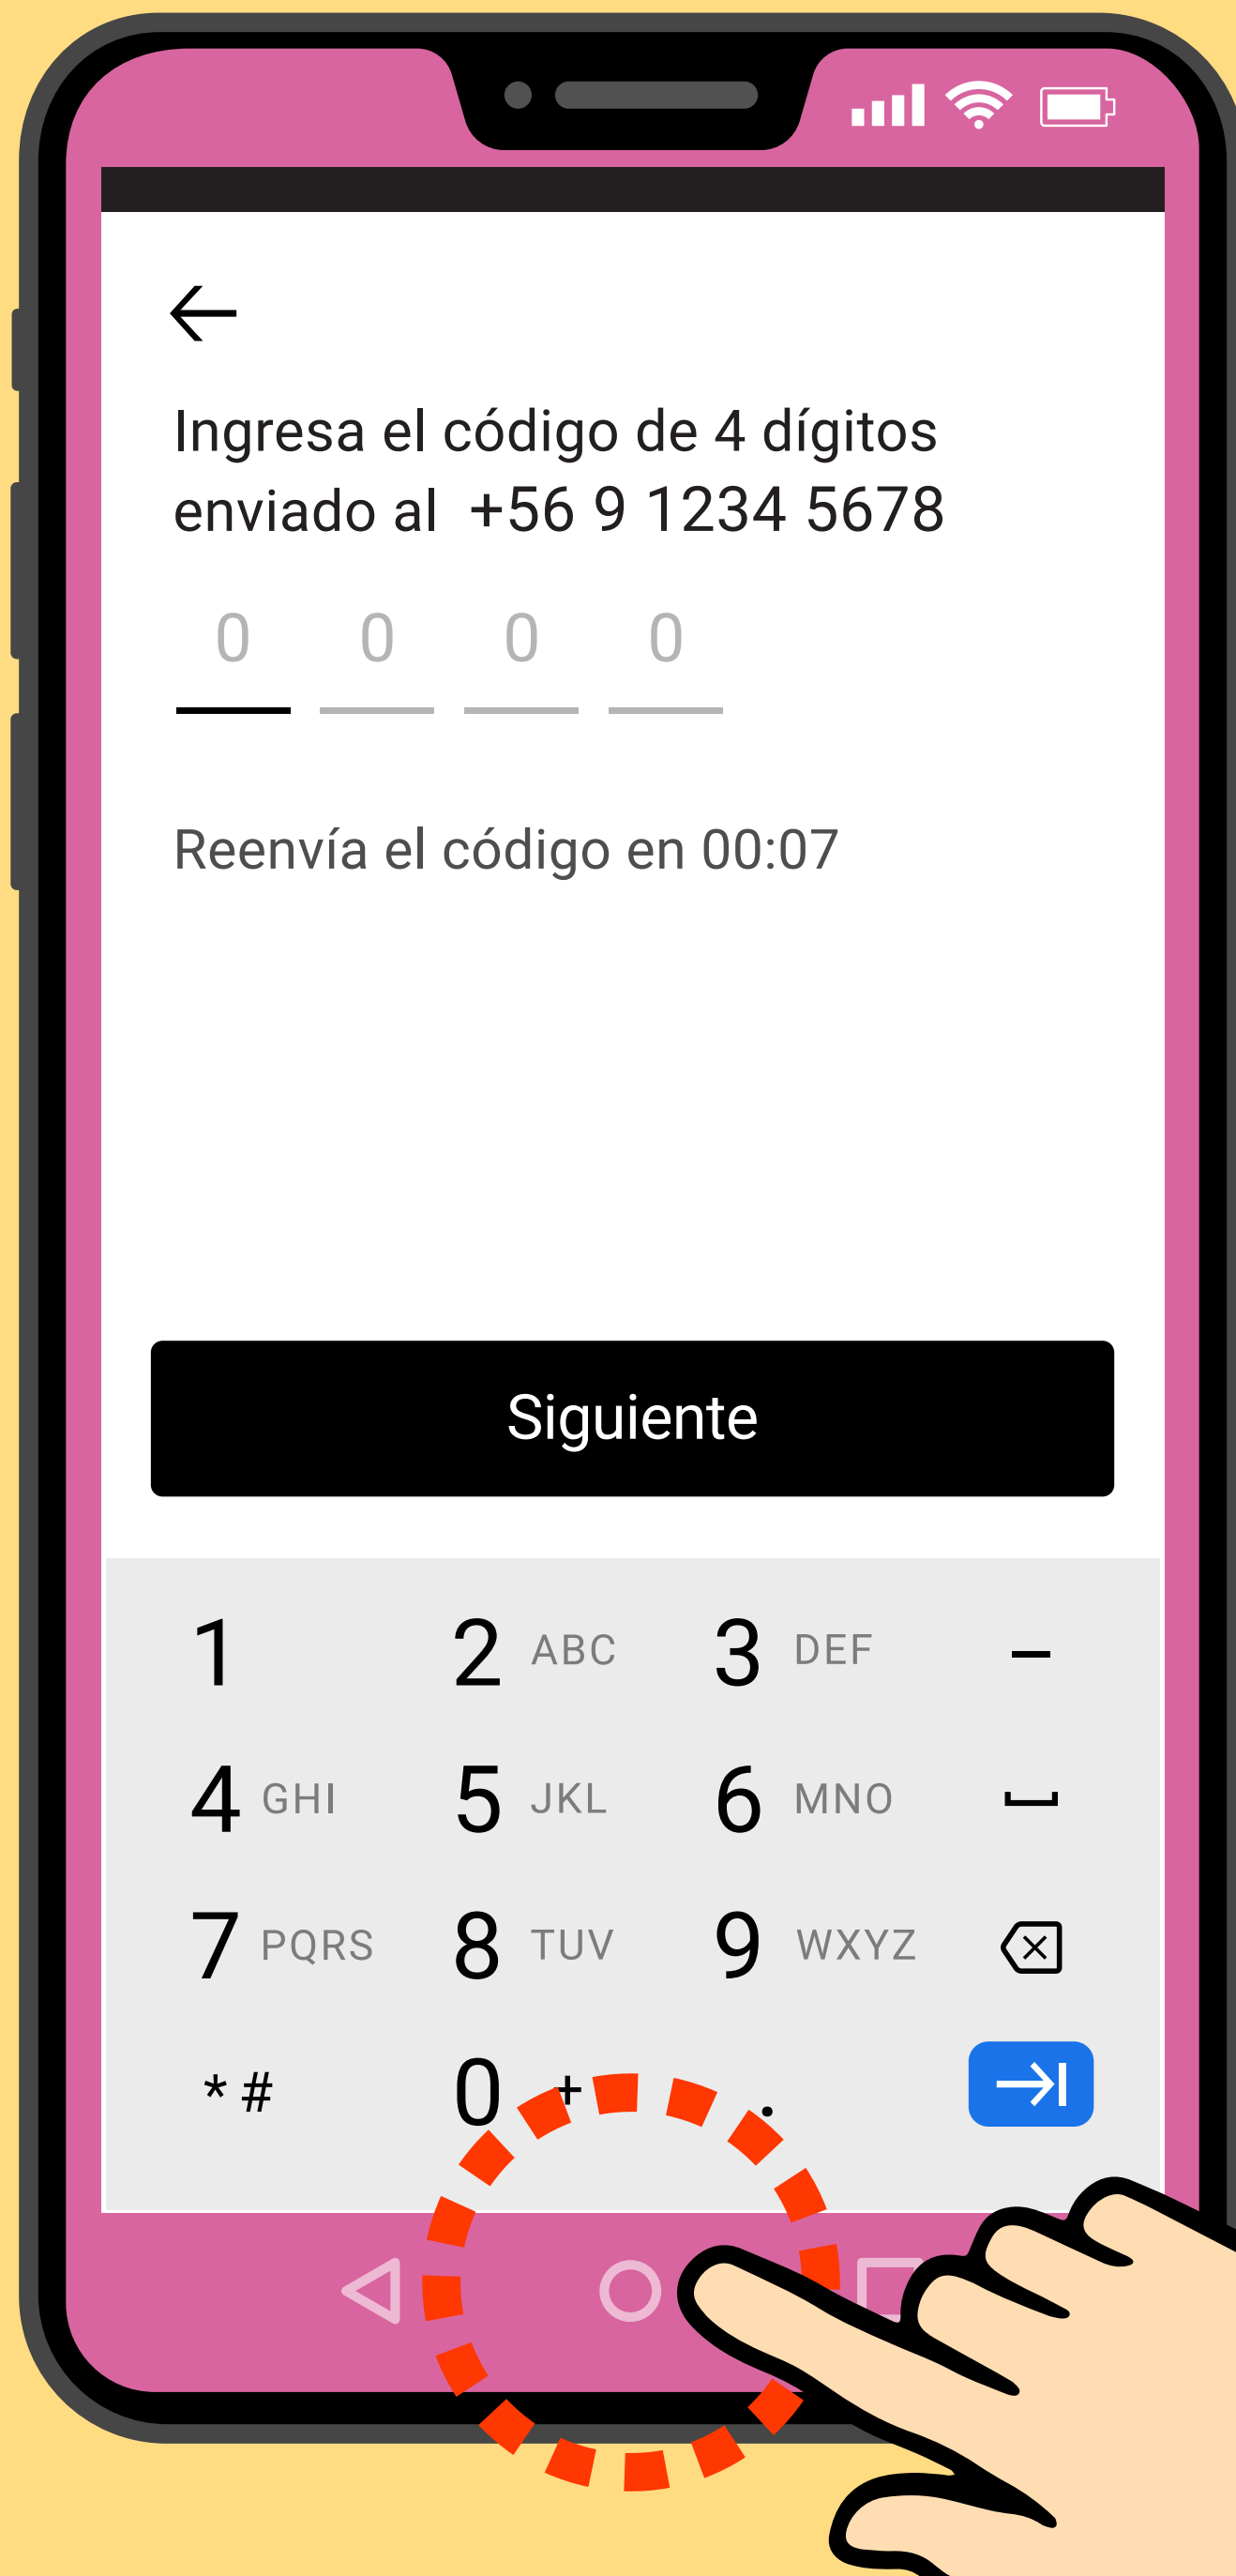 Ingresa el código de 4 dígitos
enviado al +56 9 1234 5678
0 0 0 0
Reenvía el código en 00:07
Siguiente
1 2 ABC 3 DEF –
4 GHI 5 JKL 6 MNO
7 PQRS 8 TUV 9 WXYZ
* # 0 + .